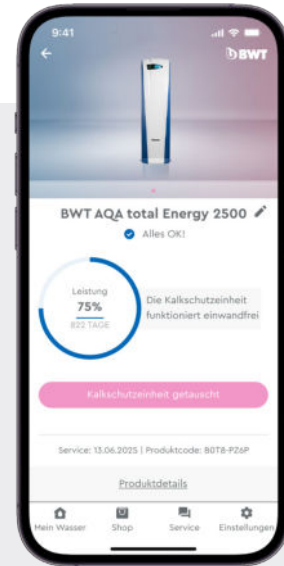 9:41
BWT
BWT AQA total Energy 2500
Alles OK!
Leistung
75%
822 TAGE
Die Kalkschutzeinheit
funktioniert einwandfrei
Kalkschutzeinheit getauscht
Service: 13.06.2025 | Produktcode: B0T8-PZ6P
Produktdetails
Mein Wasser Shop Service Einstellungen